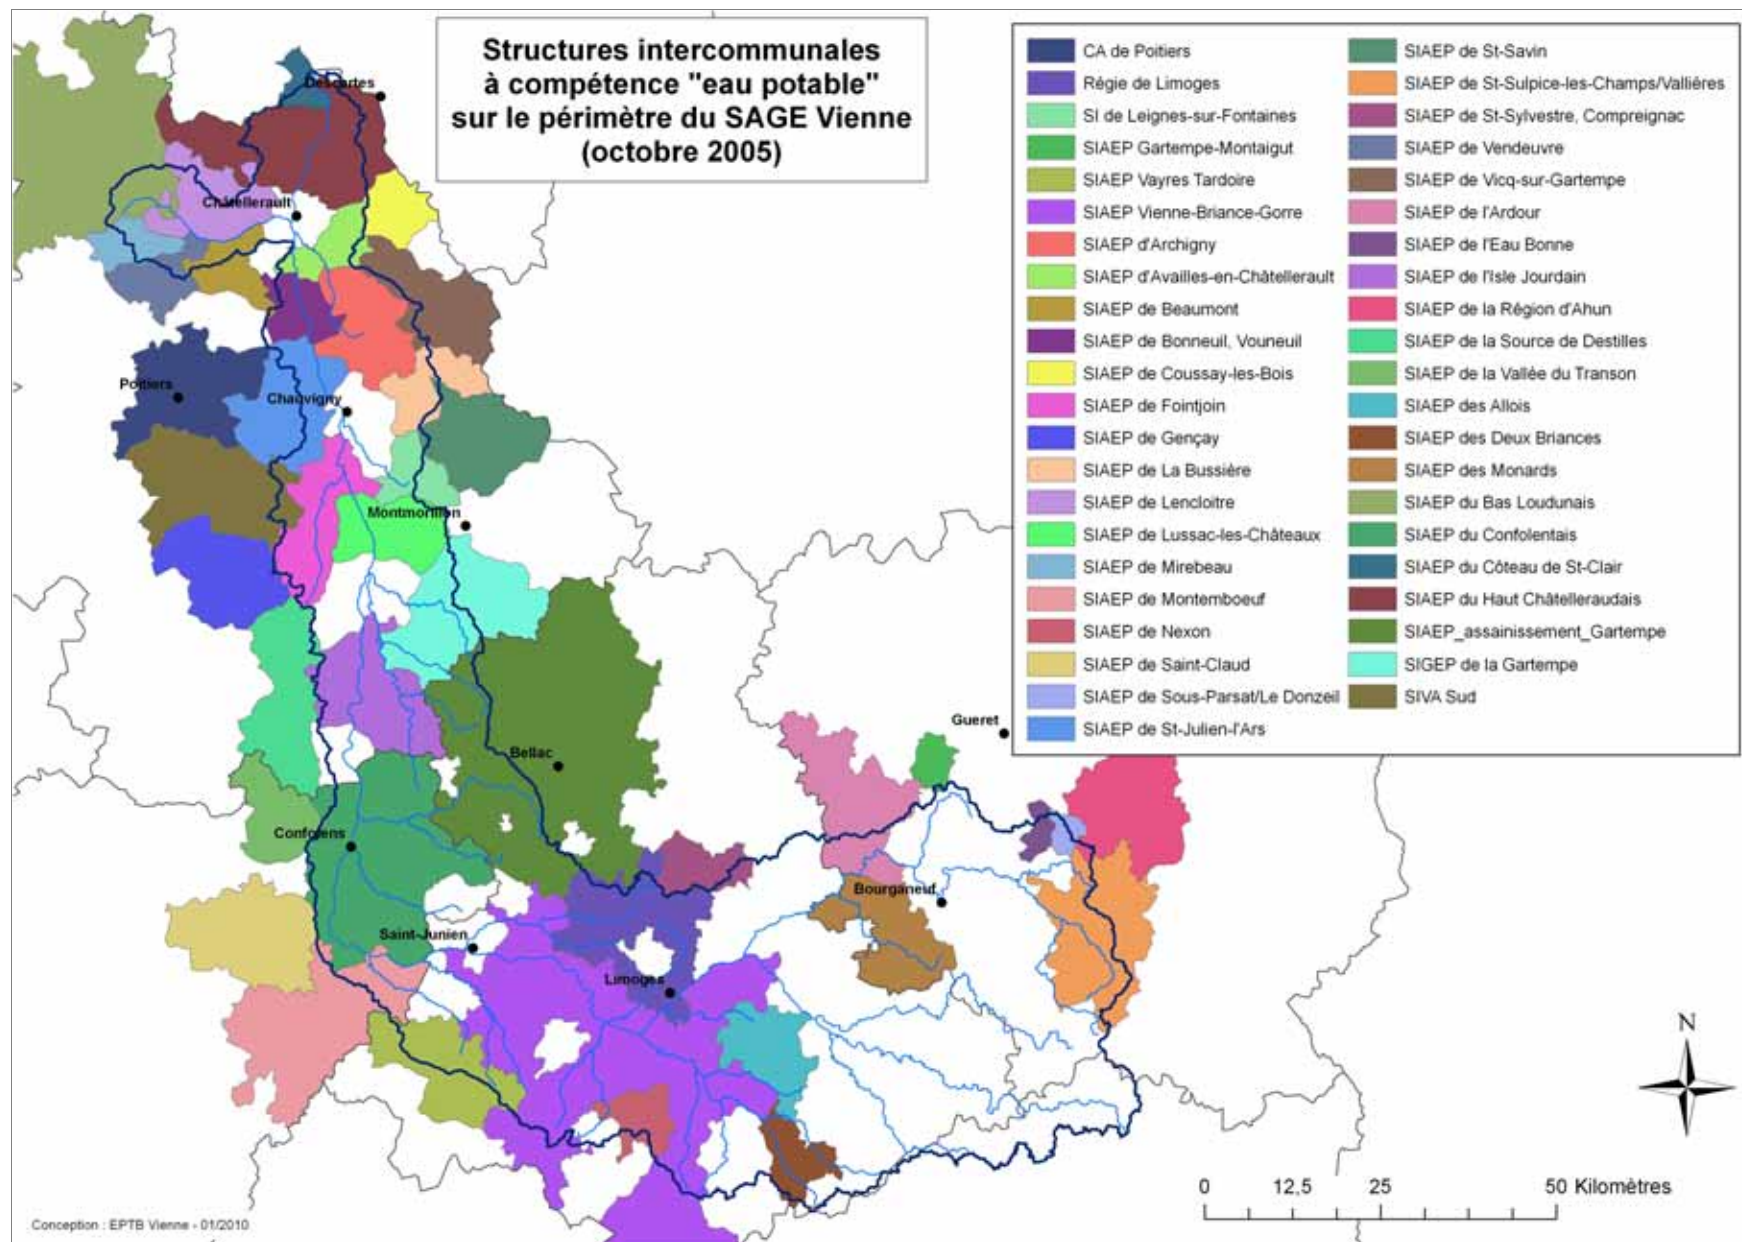 Structures intercommunales
à compétence "eau potable"
sur le périmètre du SAGE Vienne
(octobre 2005)
CA de Poitiers
Régie de Limoges
SI de Leignes-sur-Fontaines
SIAEP Gartempe-Montaigut
SIAEP Vayres Tardoire
SIAEP Vienne-Briance-Gorre
SIAEP d'Archigny
SIAEP d'Availles-en-Châtellerault
SIAEP de Beaumont
SIAEP de Bonneuil, Vouneuil
SIAEP de Coussay-les-Bois
SIAEP de Fointjoin
SIAEP de Gençay
SIAEP de La Bussière
SIAEP de Lencloitre
SIAEP de Lussac-les-Châteaux
SIAEP de Mirebeau
SIAEP de Montemboeuf
SIAEP de Nexon
SIAEP de Saint-Claud
SIAEP de Sous-Parsat/Le Donzeil
SIAEP de St-Julien-l'Ars
SIAEP de St-Savin
SIAEP de St-Sulpice-les-Champs/Vallières
SIAEP de St-Sylvestre, Compreignac
SIAEP de Vendeuvre
SIAEP de Vicq-sur-Gartempe
SIAEP de l'Ardour
SIAEP de l'Eau Bonne
SIAEP de l'Isle Jourdain
SIAEP de la Région d'Ahun
SIAEP de la Source de Destilles
SIAEP de la Vallée du Transon
SIAEP des Allois
SIAEP des Deux Briances
SIAEP des Monards
SIAEP du Bas Loudunais
SIAEP du Confolentais
SIAEP du Côteau de St-Clair
SIAEP du Haut Châtelleraudais
SIAEP_assainissement_Gartempe
SIGEP de la Gartempe
SIVA Sud
Descartes
Châtellerault
Poitiers
Chauvigny
Montmorillon
Gueret
Bellac
Confolens
Bourganeuf
Saint-Junien
Limoges
N
0 12,5 25 50 Kilomètres
Conception : EPTB Vienne - 01/2010